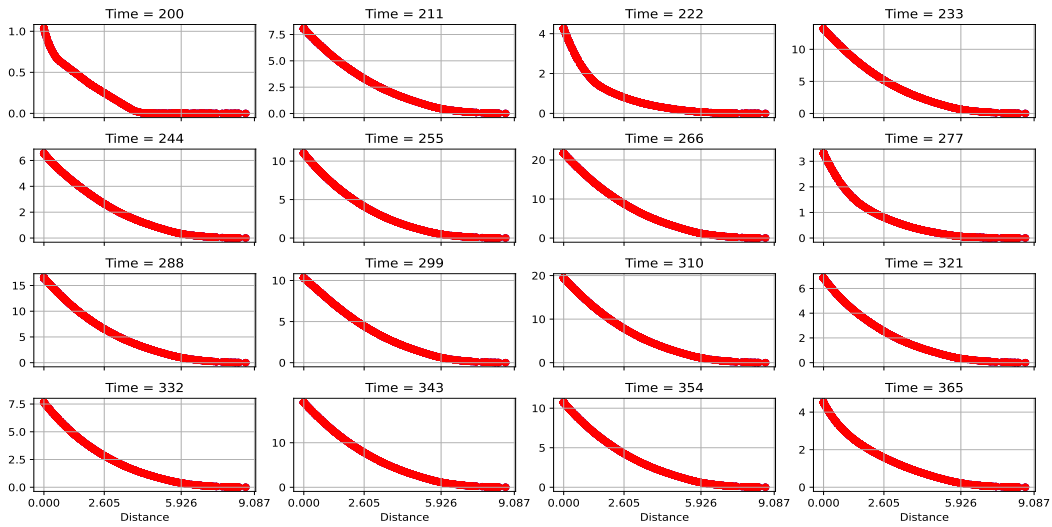 Time = 200
Time = 211
Time = 222
Time = 233
1.0
0.5
0.0
7.5
5.0
2.5
0.0
4
2
0
10
5
0
Time = 244
Time = 255
Time = 266
Time = 277
6
4
2
0
10
5
0
20
10
0
3
2
1
0
Time = 288
Time = 299
Time = 310
Time = 321
15
10
5
0
10
5
0
20
10
0
6
4
2
0
Time = 332
Time = 343
Time = 354
Time = 365
7.5
5.0
2.5
0.0
10
0
10
5
0
4
2
0
0.000 2.605 5.926 9.087
0.000 2.605 5.926 9.087
0.000 2.605 5.926 9.087
0.000 2.605 5.926 9.087
Distance
Distance
Distance
Distance